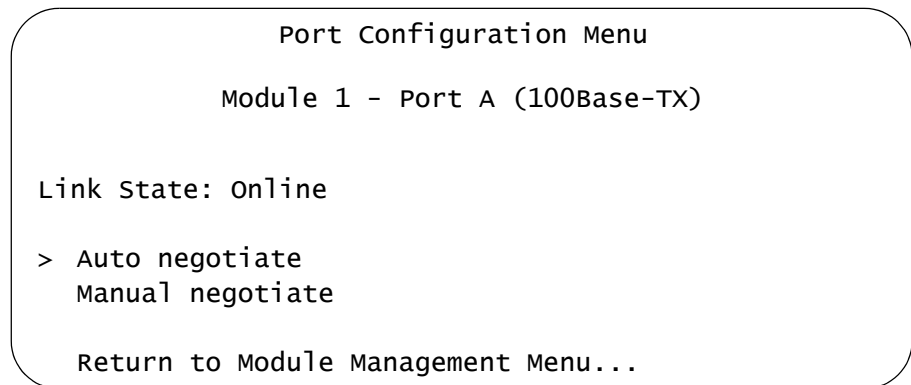 Port Configuration Menu
Module 1 - Port A (100Base-TX)
Link State: Online
> Auto negotiate
Manual negotiate
Return to Module Management Menu...